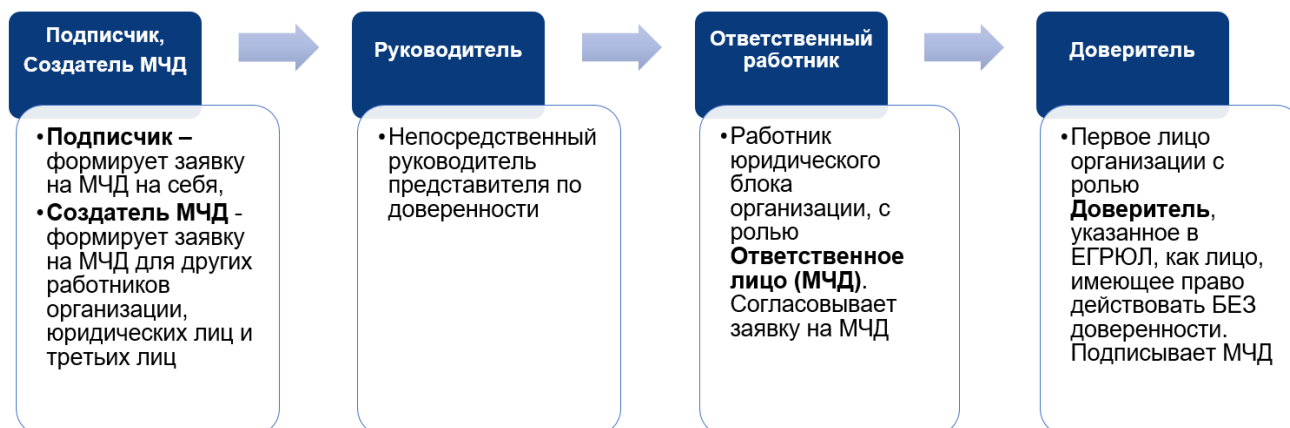 Подписчик,
Создатель МЧД
•Подписчик –
формирует заявку
на МЧД на себя,
•Создатель МЧД -
формирует заявку
на МЧД для других
работников
организации,
юридических лиц и
третьих лиц
Руководитель
•Непосредственный
руководитель
представителя по
доверенности
Ответственный
работник
•Работник
юридического
блока
организации, с
ролью
Ответственное
лицо (МЧД).
Согласовывает
заявку на МЧД
Доверитель
•Первое лицо
организации с
ролью
Доверитель,
указанное в
ЕГРЮЛ, как лицо,
имеющее право
действовать БЕЗ
доверенности.
Подписывает МЧД